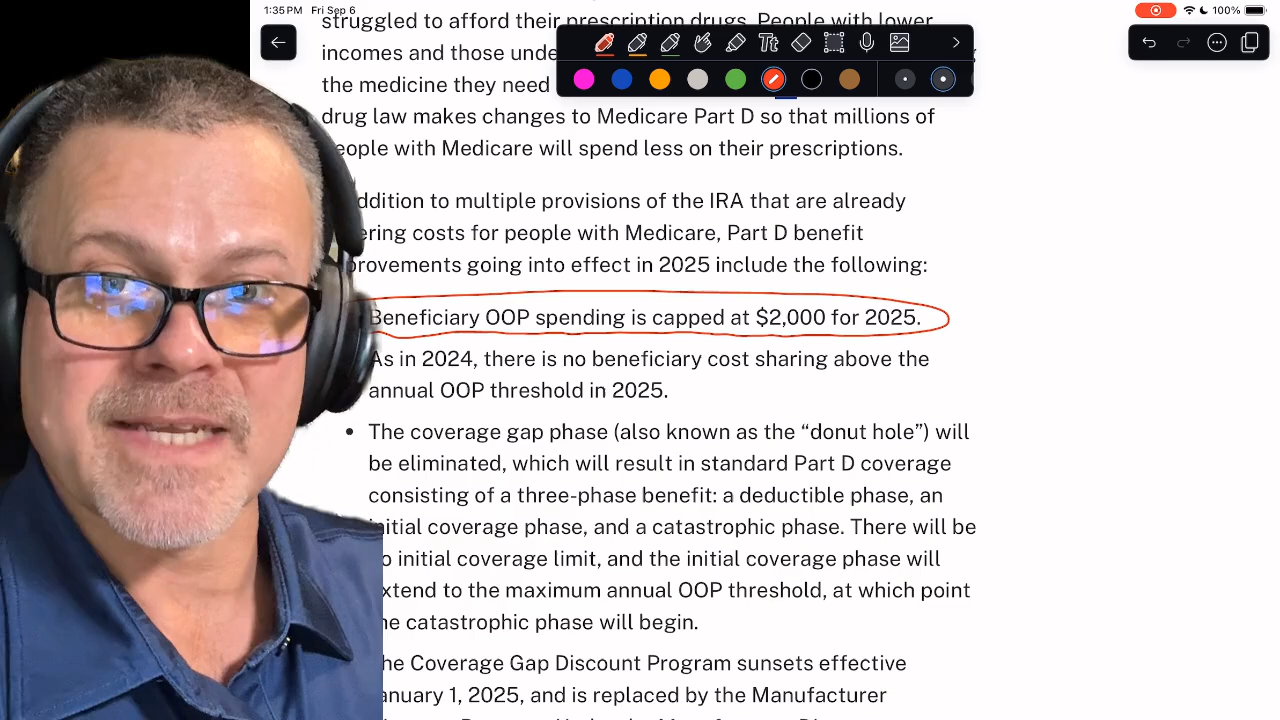 1:35 PM Fri Sep 6
100%
struggled to afford their prescription drugs. People with lower
incomes and those unde
the medicine they need
Tt
drug law makes changes to Medicare Part D so that millions of
eople with Medicare will spend less on their prescriptions.
ddition to multiple provisions of the IRA that are already
ering costs for people with Medicare, Part D benefit
provements going into effect in 2025 include the following:
Beneficiary OOP spending is capped at $2,000 for 2025.
As in 2024, there is no beneficiary cost sharing above the
annual OOP threshold in 2025.
• The coverage gap phase (also known as the “donut hole”) will
be eliminated, which will result in standard Part D coverage
consisting of a three-phase benefit: a deductible phase, an
initial coverage phase, and a catastrophic phase. There will be
o initial coverage limit, and the initial coverage phase will
xtend to the maximum annual OOP threshold, at which point
he catastrophic phase will begin.
he Coverage Gap Discount Program sunsets effective
anuary 1, 2025, and is replaced by the Manufacturer